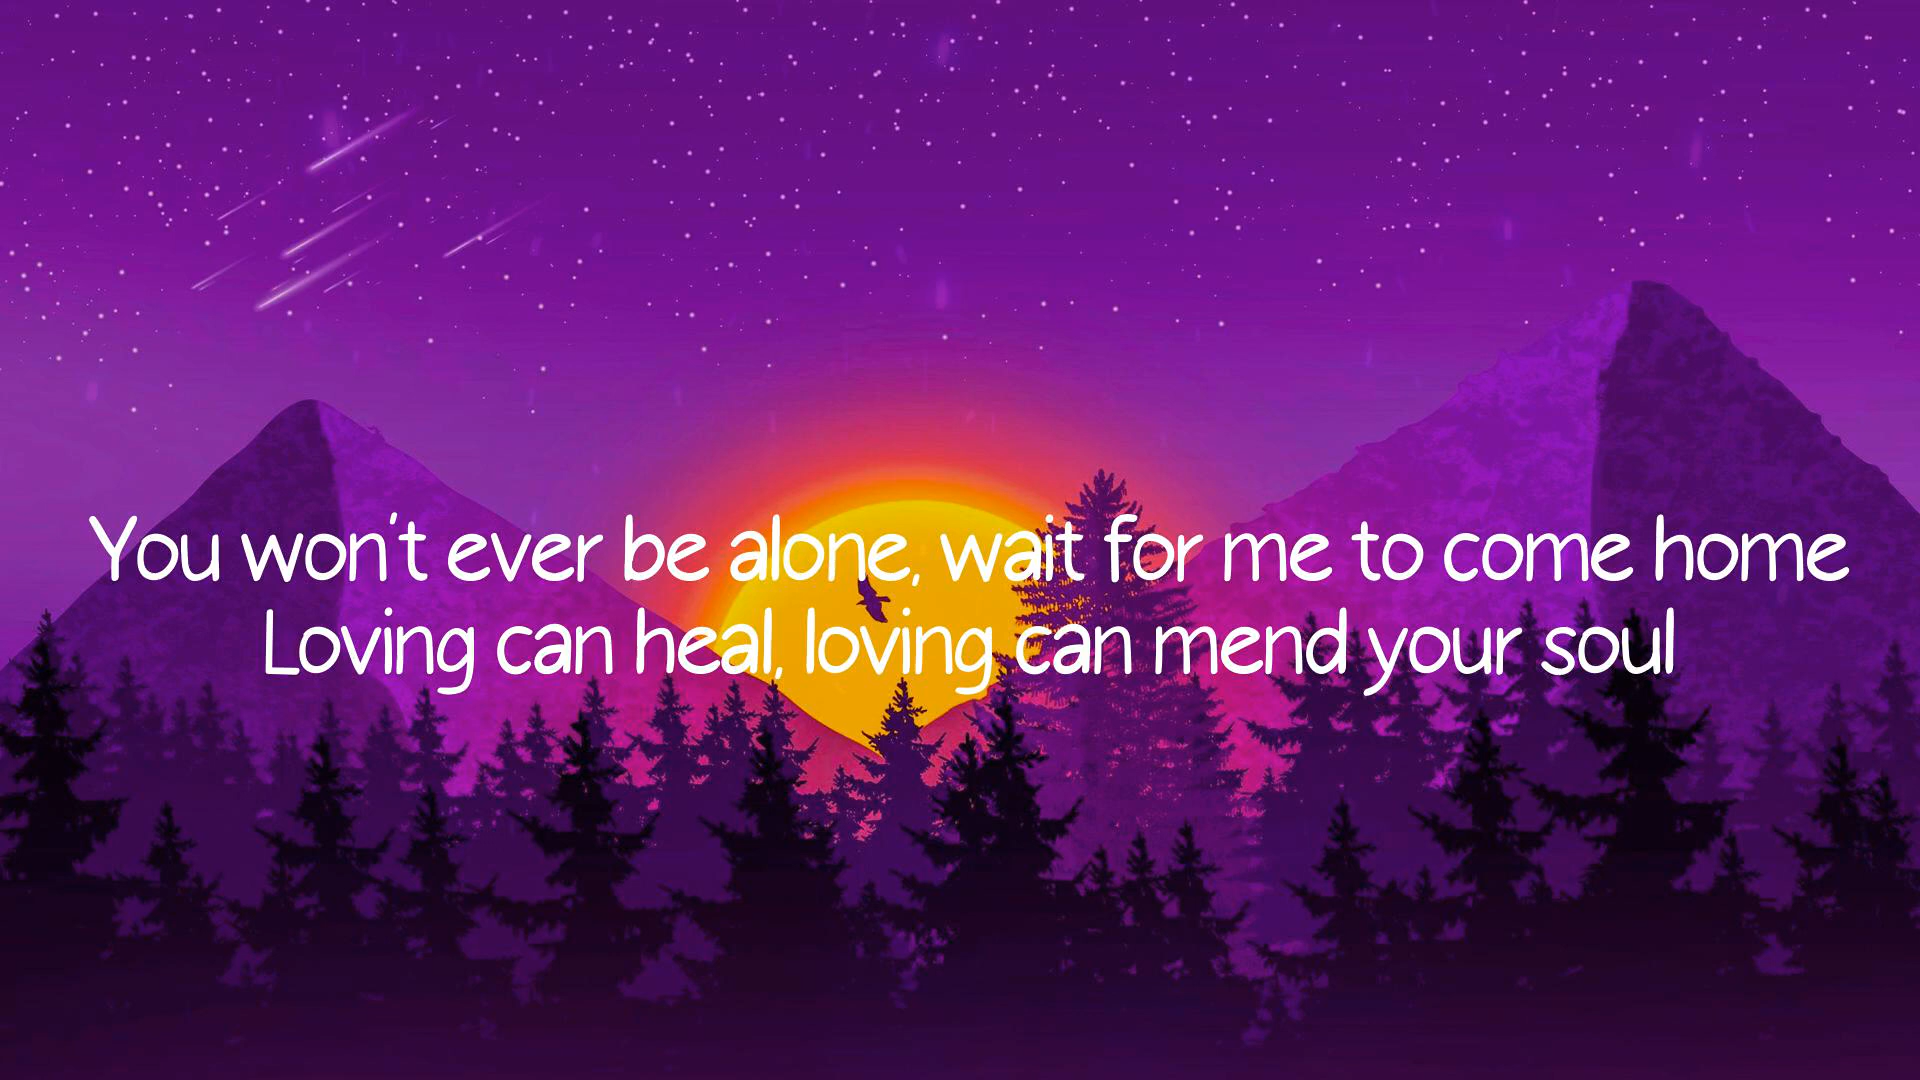 You won't ever be alone, wait for me to come home
Loving can heal, loving can mend your soul